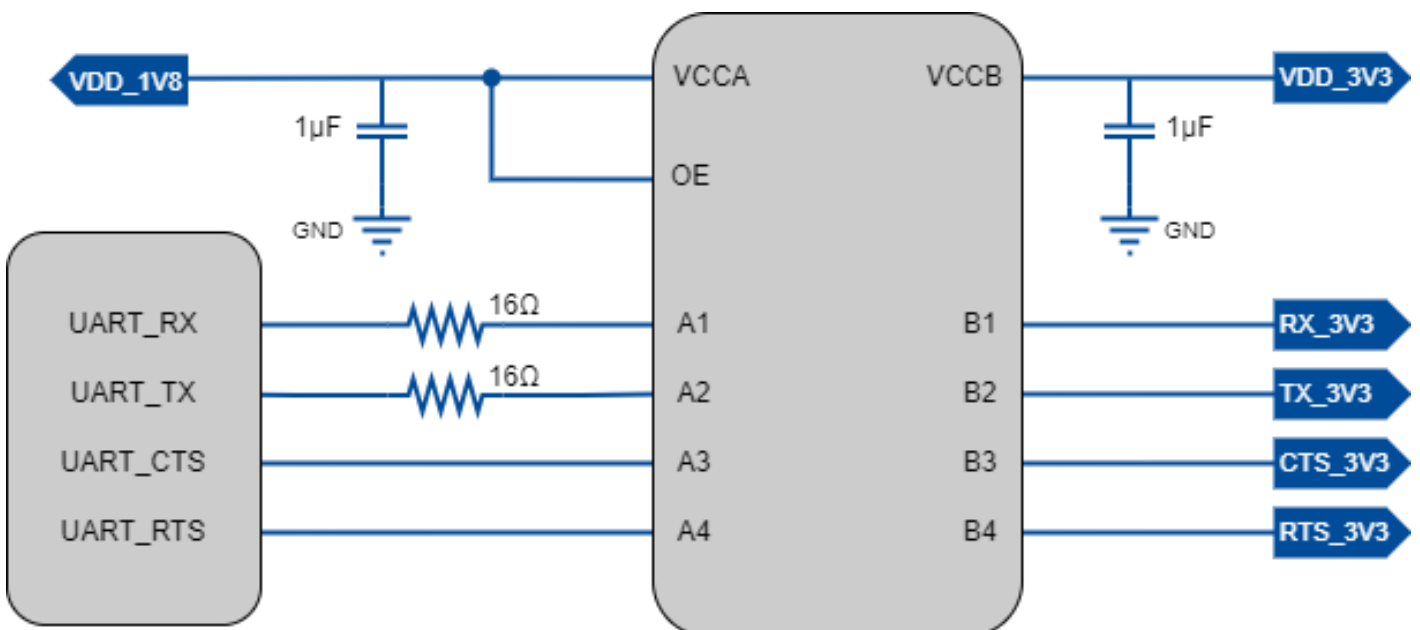 VDD_1V8
VCCA
VCCB
VDD_3V3
1µF
1µF
OE
GND
GND
UART_RX
16Ω
A1
B1
RX_3V3
UART_TX
16Ω
A2
B2
TX_3V3
UART_CTS
A3
B3
CTS_3V3
UART_RTS
A4
B4
RTS_3V3